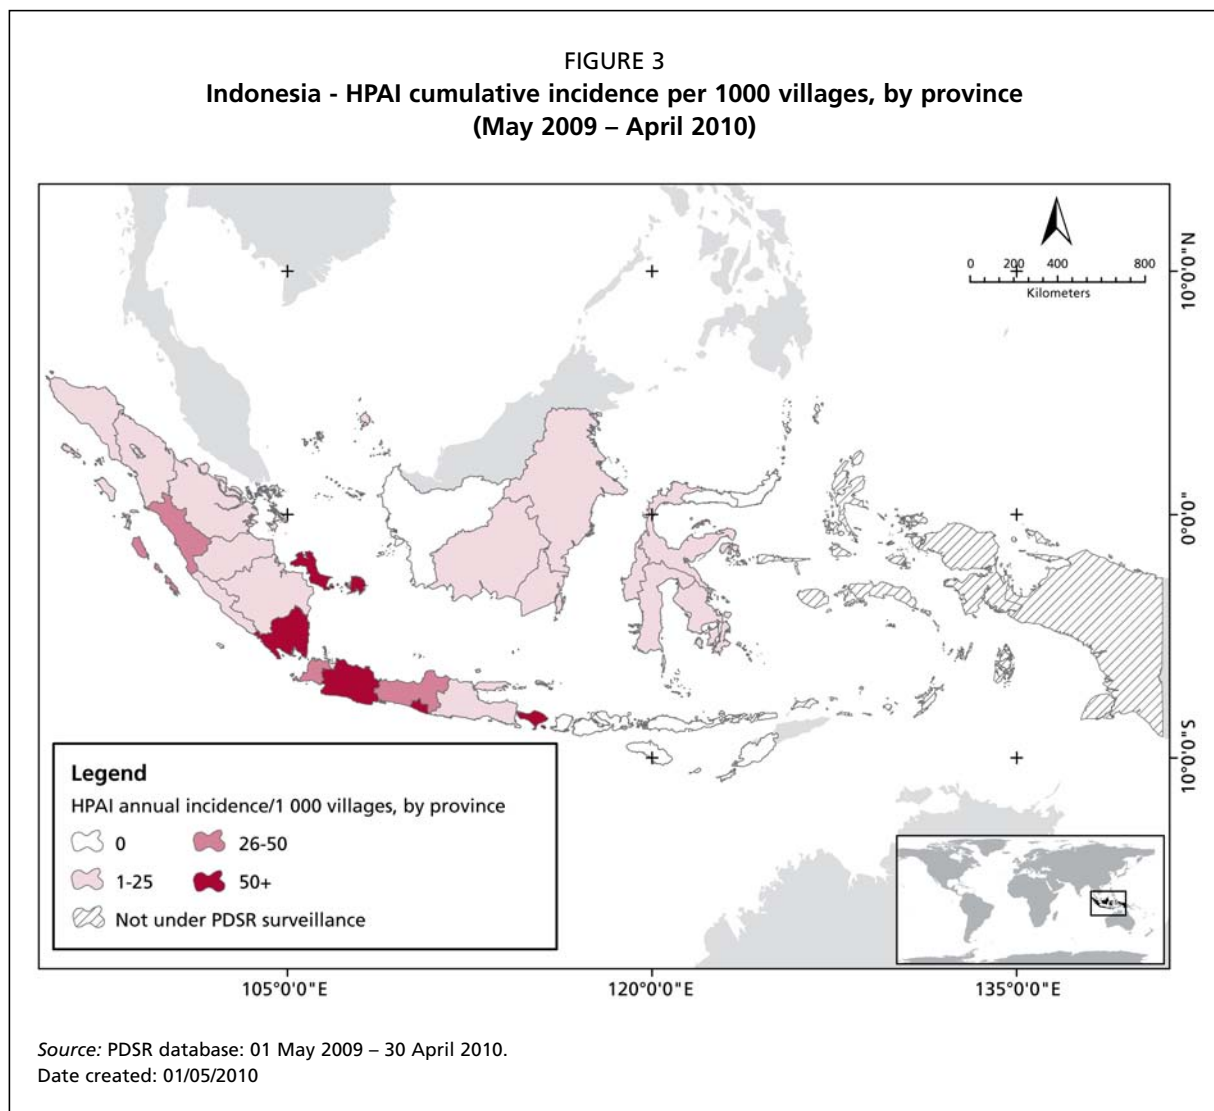 FIGURE 3
Indonesia - HPAI cumulative incidence per 1000 villages, by province
(May 2009 – April 2010)
0 200 400 800
Kilometers
10°0'0"N
0°0'0"
10°0'0"S
Legend
HPAI annual incidence/1 000 villages, by province
0 26-50
1-25 50+
Not under PDSR surveillance
105°0'0"E 120°0'0"E 135°0'0"E
Source: PDSR database: 01 May 2009 – 30 April 2010.
Date created: 01/05/2010